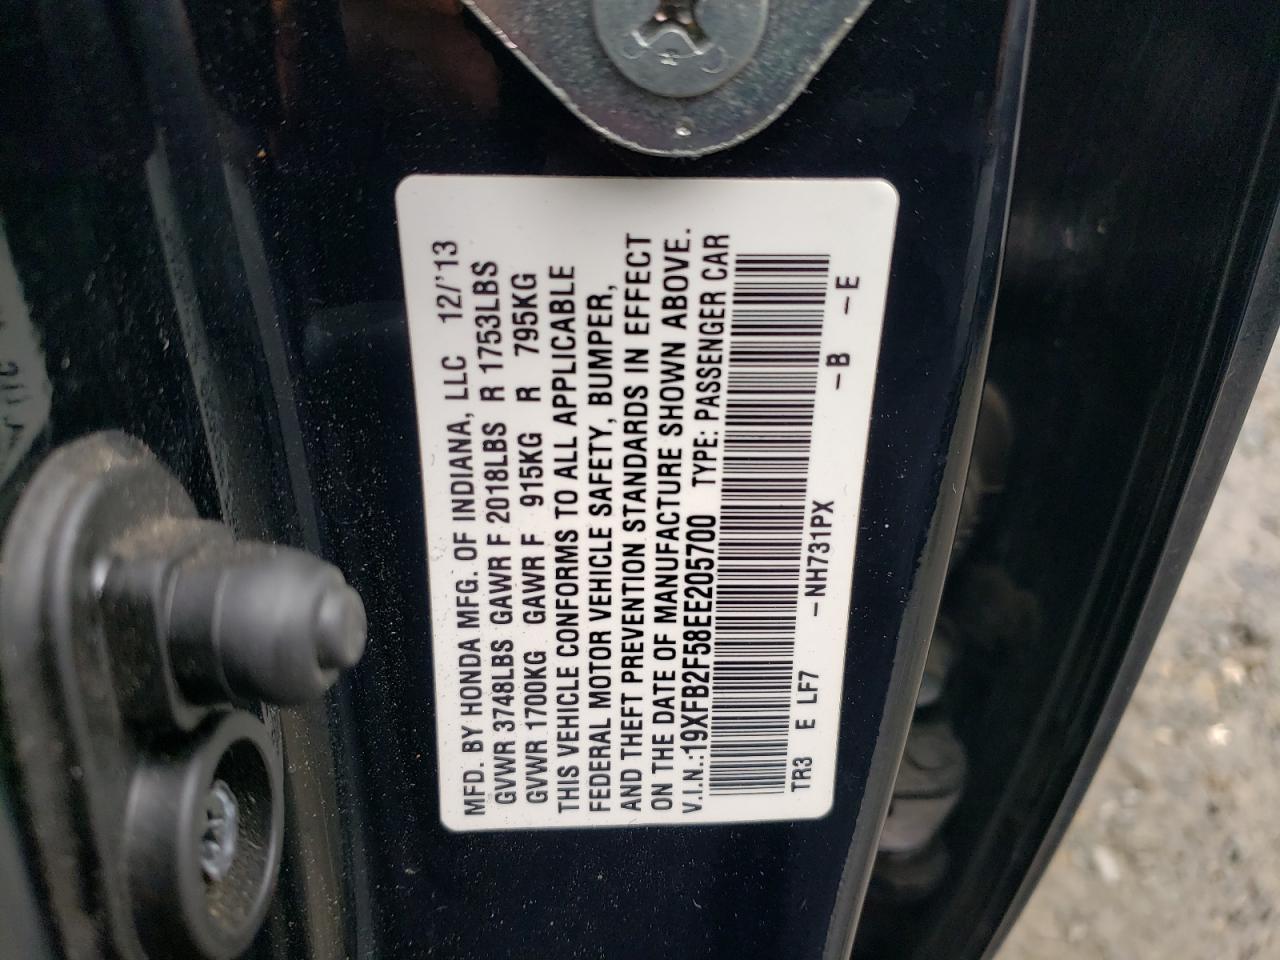 MFD. BY HONDA MFG. OF INDIANA, LLC 12/'13
GVWR 3748LBS GAWR F 2018LBS R 1753LBS
GVWR 1700KG GAWR F 915KG R 795KG
THIS VEHICLE CONFORMS TO ALL APPLICABLE
FEDERAL MOTOR VEHICLE SAFETY, BUMPER,
AND THEFT PREVENTION STANDARDS IN EFFECT
ON THE DATE OF MANUFACTURE SHOWN ABOVE.
V.I.N.:19XFB2F58EE205700 TYPE: PASSENGER CAR
TR3 E LF7 -NH731PX -B -E